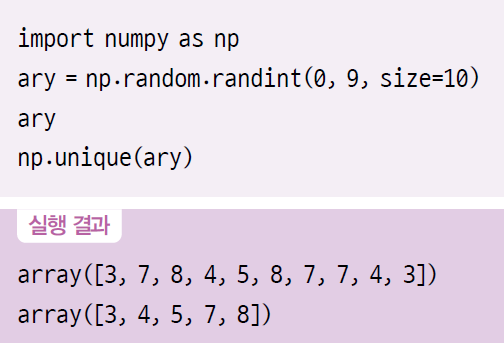 import numpy as np
ary = np.random.randint(0, 9, size=10)
ary
np.unique(ary)
실행 결과
array([3, 7, 8, 4, 5, 8, 7, 7, 4, 3])
array([3, 4, 5, 7, 8])